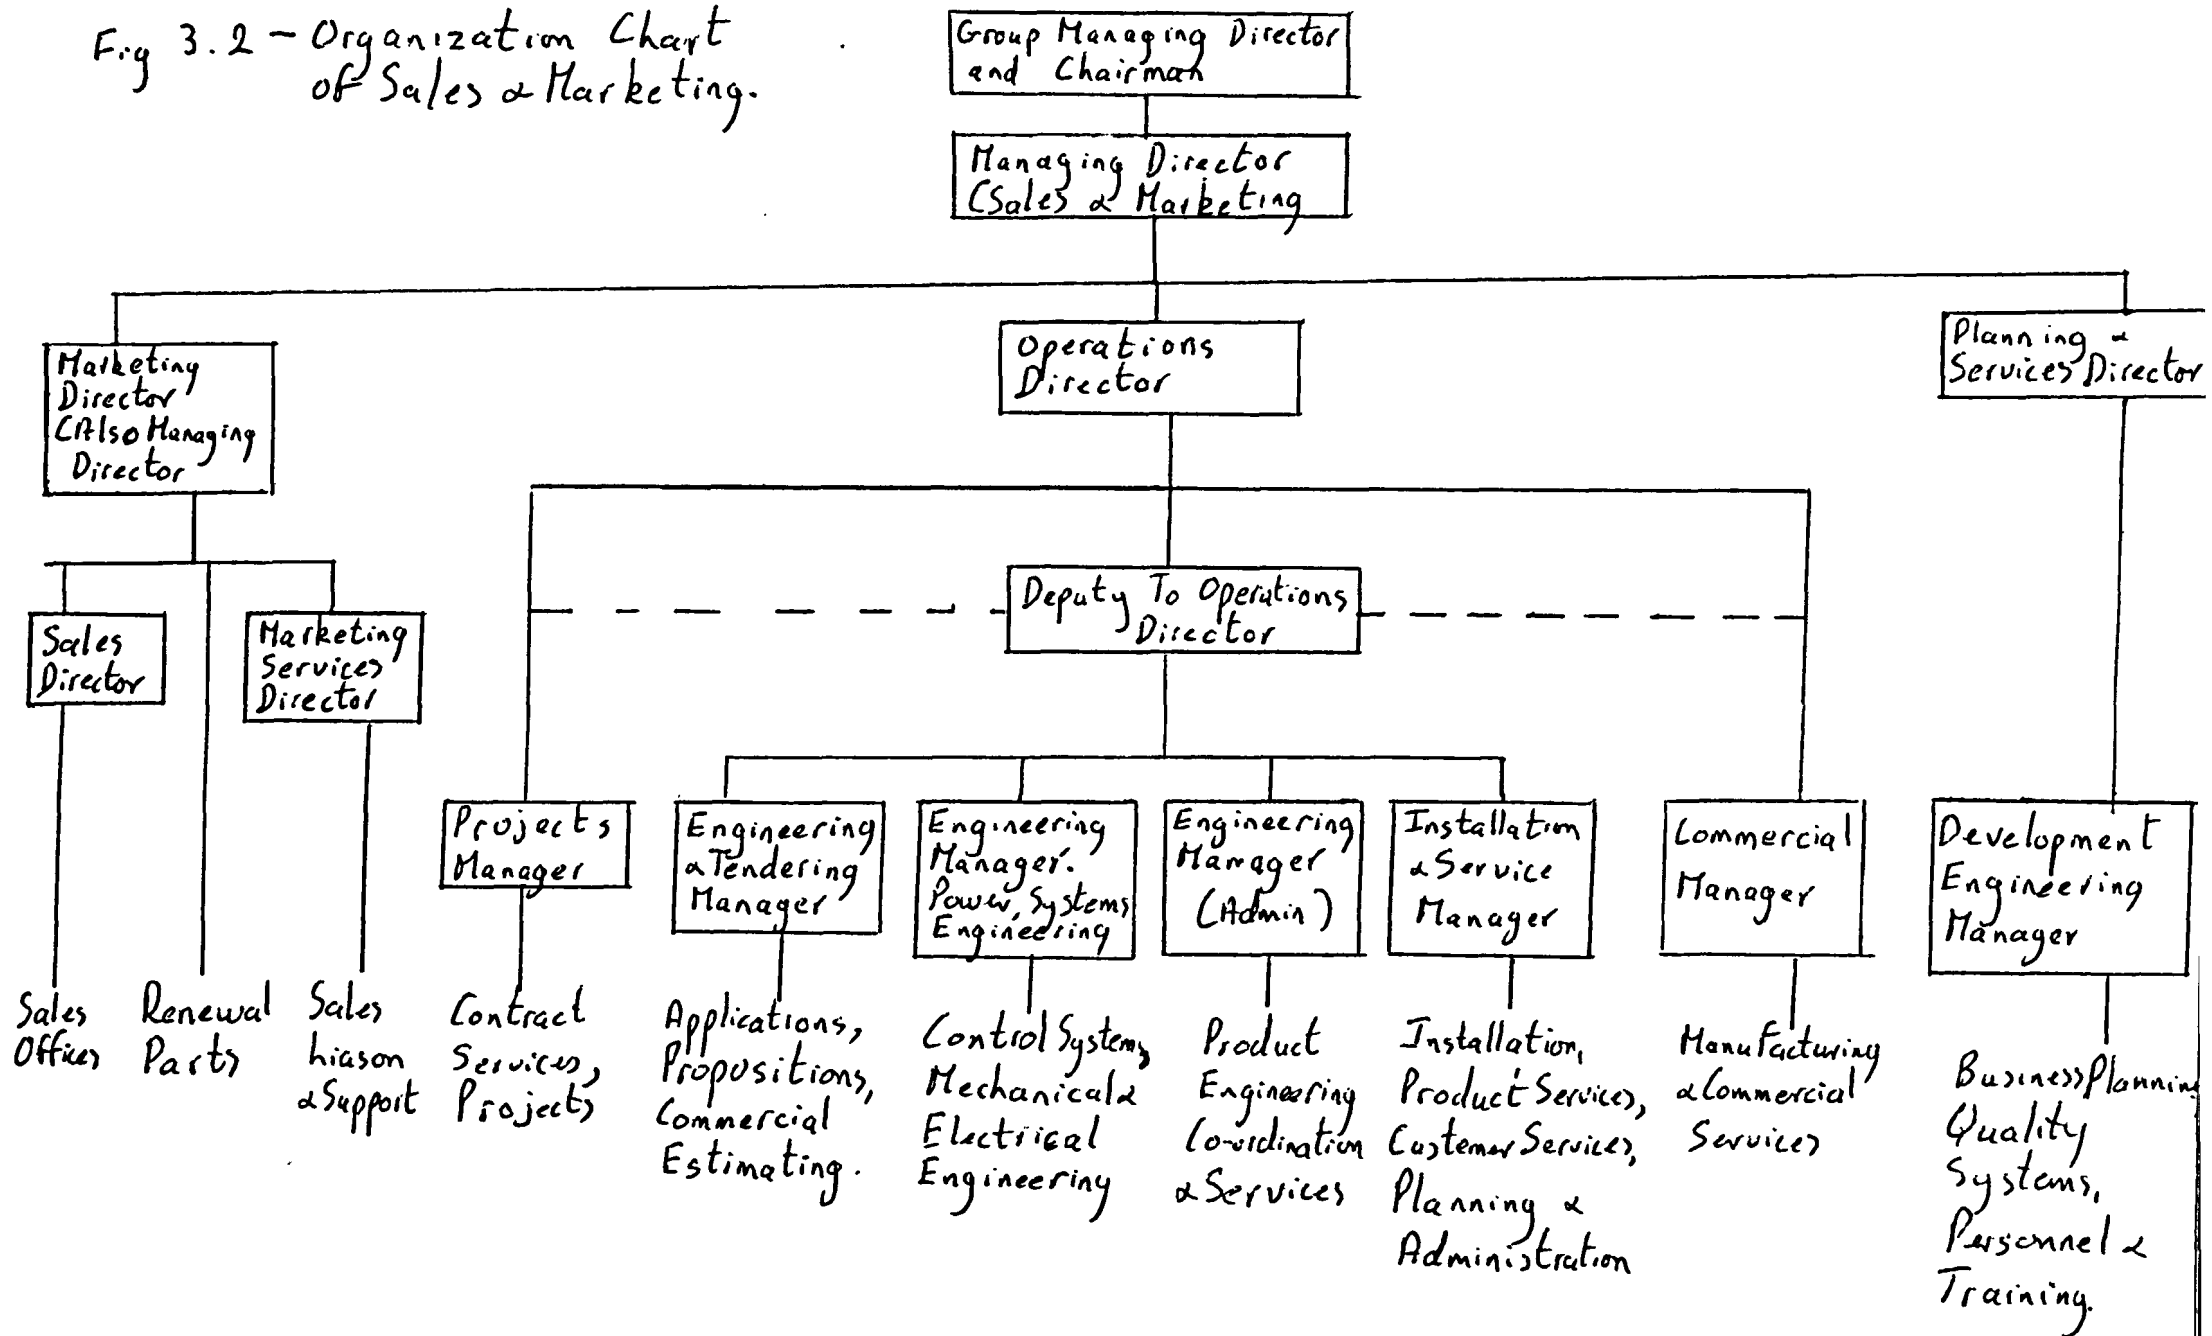 Fig 3.2 - Organization Chart
of Sales & Marketing.
Group Managing Director
and Chairman
Managing Director
(Sales & Marketing
Marketing
Director
(Also Managing
Director
Operations
Director
Planning &
Services Director
Deputy To Operations
Director
Sales
Director
Marketing
Services
Director
Projects
Manager
Engineering
& Tendering
Manager
Engineering
Manager.
Power, Systems
Engineering
Engineering
Manager
(Admin)
Installation
& Service
Manager
Commercial
Manager
Development
Engineering
Manager
Sales
Offices
Renewal
Parts
Sales
Liason
& Support
Contract
Services,
Projects
Applications,
Propositions,
Commercial
Estimating.
Control Systems,
Mechanical &
Electrical
Engineering
Product
Engineering
Co-ordination
& Services
Installation,
Product Services,
Customer Services,
Planning &
Administration
Manufacturing
& Commercial
Services
Business Planning
Quality
Systems,
Personnel &
Training.